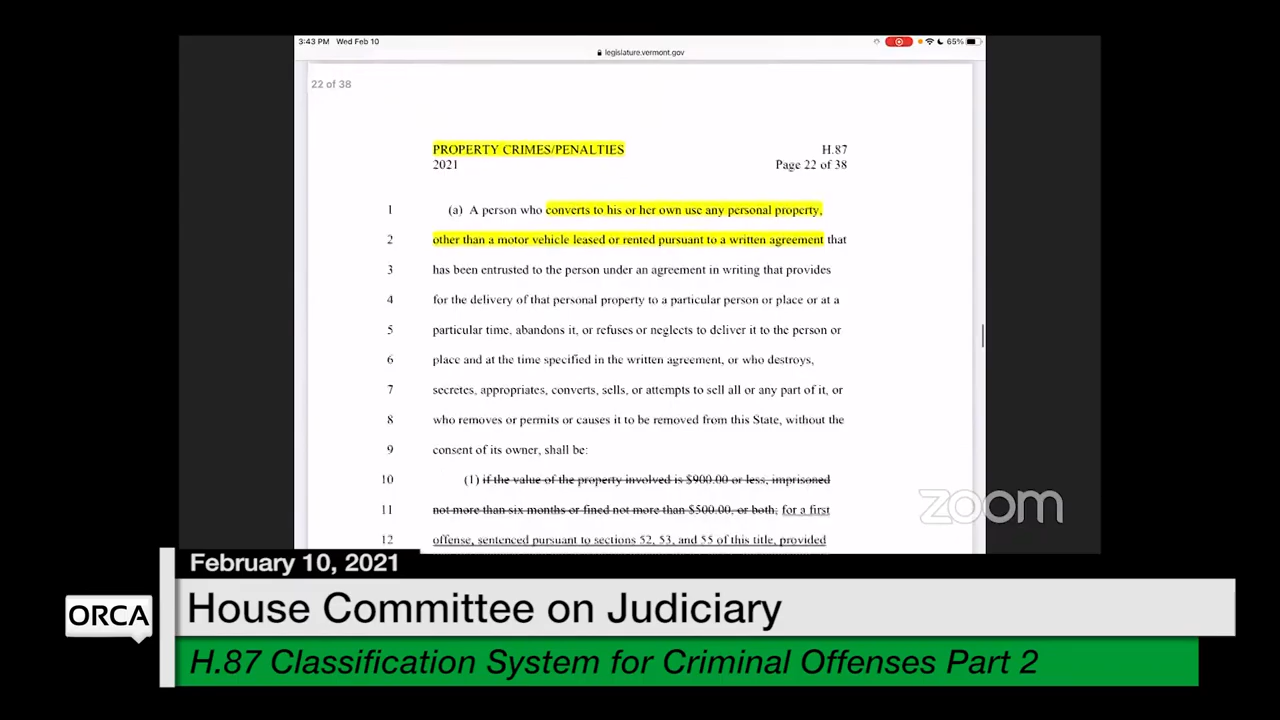 3:43 PM Wed Feb 10
65%
legislature.vermont.gov
22 of 38
PROPERTY CRIMES/PENALTIES H.87
2021 Page 22 of 38
1 (a) A person who converts to his or her own use any personal property,
2 other than a motor vehicle leased or rented pursuant to a written agreement that
3 has been entrusted to the person under an agreement in writing that provides
4 for the delivery of that personal property to a particular person or place or at a
5 particular time, abandons it, or refuses or neglects to deliver it to the person or
6 place and at the time specified in the written agreement, or who destroys,
7 secretes, appropriates, converts, sells, or attempts to sell all or any part of it, or
8 who removes or permits or causes it to be removed from this State, without the
9 consent of its owner, shall be:
10 (1) if the value of the property involved is $900.00 or less, imprisoned
11 not more than six months or fined not more than $500.00, or both; for a first
12 offense, sentenced pursuant to sections 52, 53, and 55 of this title, provided
zoom
February 10, 2021
ORCA
House Committee on Judiciary
H.87 Classification System for Criminal Offenses Part 2